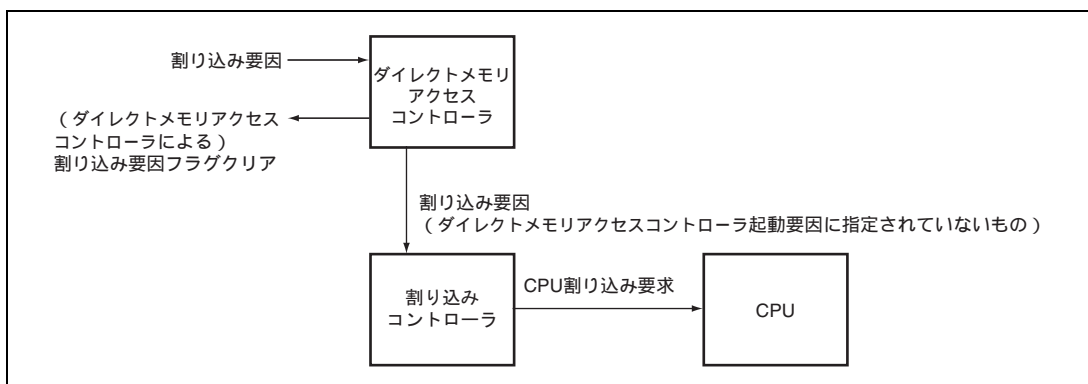 割り込み要因
ダイレクトメモリ
アクセス
コントローラ
（ダイレクトメモリアクセス
コントローラによる）
割り込み要因フラグクリア
割り込み要因
（ダイレクトメモリアクセスコントローラ起動要因に指定されていないもの）
割り込み
コントローラ
CPU割り込み要求
CPU